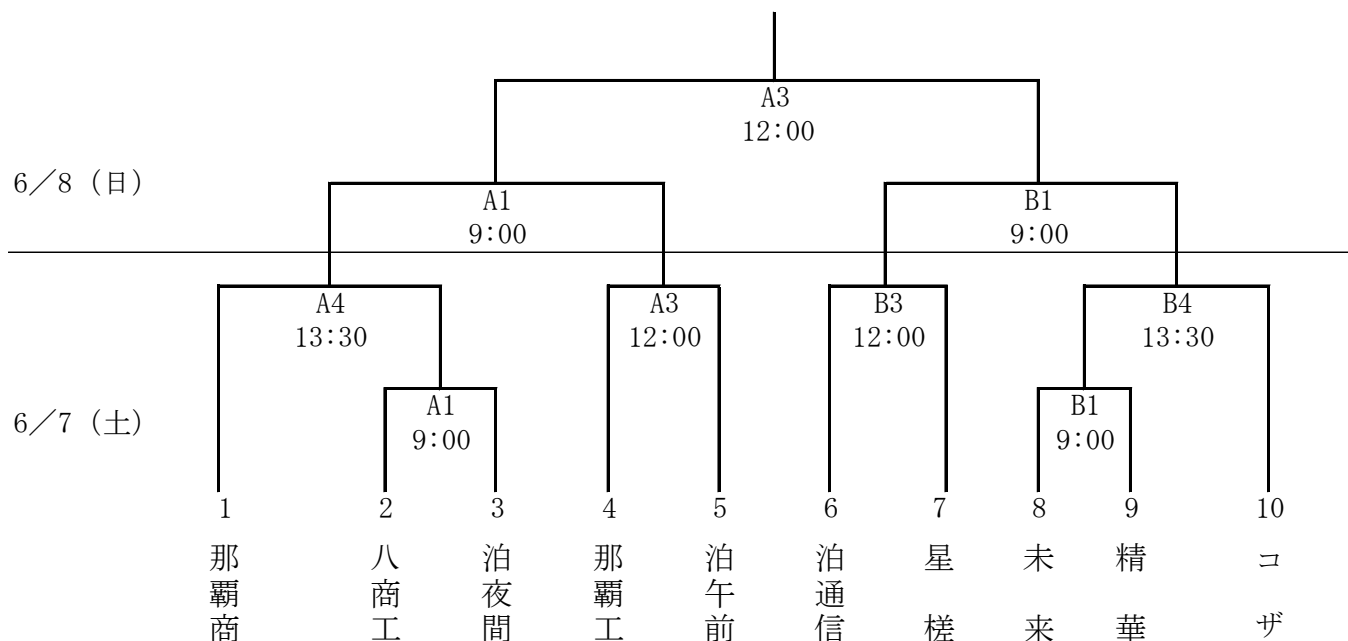 A3
12:00
6／8（日）
A1
9:00
B1
9:00
A4
13:30
A3
12:00
B3
12:00
B4
13:30
6／7（土）
A1
9:00
B1
9:00
1
2
3
4
5
6
7
8
9
10
那覇商
八商工
泊夜間
那覇工
泊午前
泊通信
星槎
未来
精華
コザ